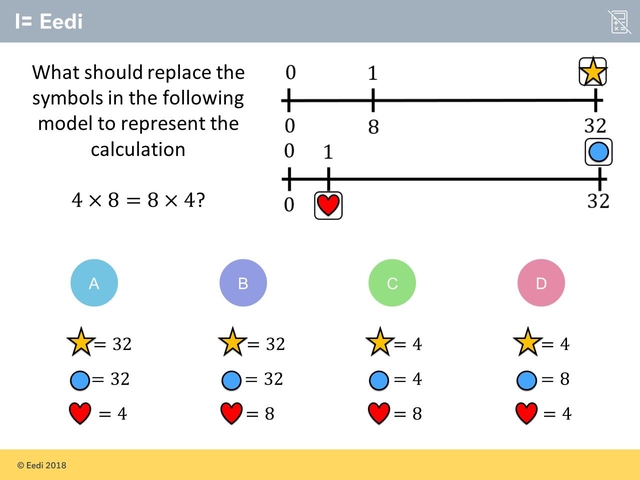 Eedi
What should replace the
symbols in the following
model to represent the
calculation
4 × 8 = 8 × 4?
0 1
0 8 32
0 1
0 32
A
= 32
= 32
= 4
B
= 32
= 32
= 8
C
= 4
= 4
= 8
D
= 4
= 8
= 4
© Eedi 2018